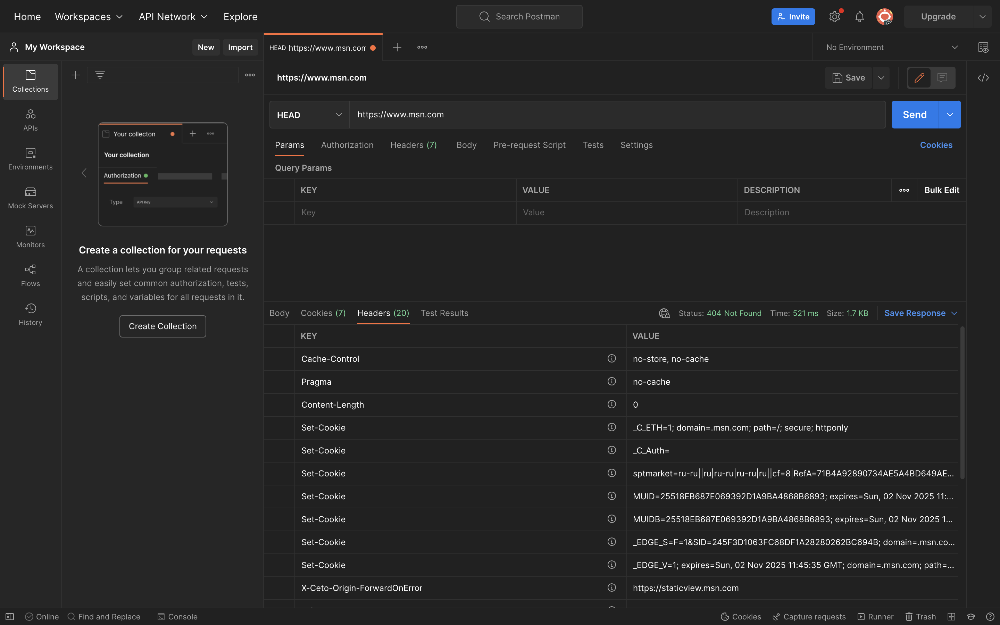 Home Workspaces API Network Explore Search Postman Invite Upgrade
My Workspace New Import HEAD https://www.msn.com No Environment
Collections
APIs
Environments
Mock Servers
Monitors
Flows
History
Your collecton
Your collection
Authorization
Type API Key
Create a collection for your requests
A collection lets you group related requests
and easily set common authorization, tests,
scripts, and variables for all requests in it.
Create Collection
https://www.msn.com Save
HEAD https://www.msn.com Send
Params Authorization Headers (7) Body Pre-request Script Tests Settings Cookies
Query Params
KEY VALUE DESCRIPTION Bulk Edit
Key Value Description
Body Cookies (7) Headers (20) Test Results Status: 404 Not Found Time: 521 ms Size: 1.7 KB Save Response
KEY VALUE
Cache-Control no-store, no-cache
Pragma no-cache
Content-Length 0
Set-Cookie _C_ETH=1; domain=.msn.com; path=/; secure; httponly
Set-Cookie _C_Auth=
Set-Cookie sptmarket=ru-ru||ru|ru-ru|ru-ru|ru||cf=8|RefA=71B4A92890734AE5A4BD649AE...
Set-Cookie MUID=25518EB687E069392D1A9BA4868B6893; expires=Sun, 02 Nov 2025 11:...
Set-Cookie MUIDB=25518EB687E069392D1A9BA4868B6893; expires=Sun, 02 Nov 2025 1...
Set-Cookie _EDGE_S=F=1&SID=245F3D1063FC68DF1A28280262BC694B; domain=.msn.co...
Set-Cookie _EDGE_V=1; expires=Sun, 02 Nov 2025 11:45:35 GMT; domain=.msn.com; path=...
X-Ceto-Origin-ForwardOnError https://staticview.msn.com
Online Find and Replace Console Cookies Capture requests Runner Trash